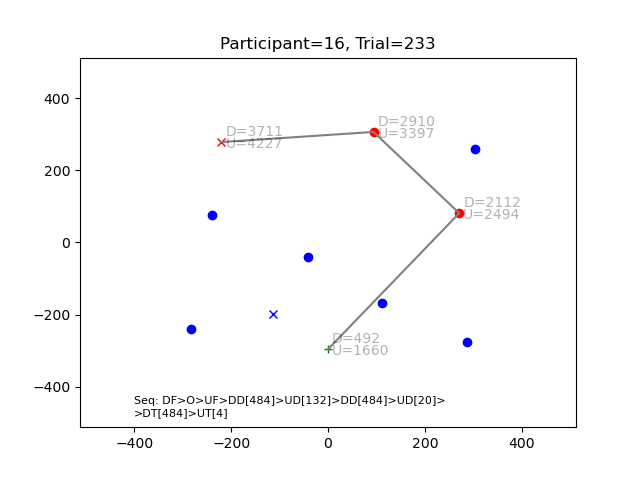 Participant=16, Trial=233
400
200
0
−200
−400
−400
−200
0
200
400
D=3711
U=4227
D=2910
U=3397
D=2112
U=2494
D=492
U=1660
Seq: DF>O>UF>DD[484]>UD[132]>DD[484]>UD[20]>
>DT[484]>UT[4]